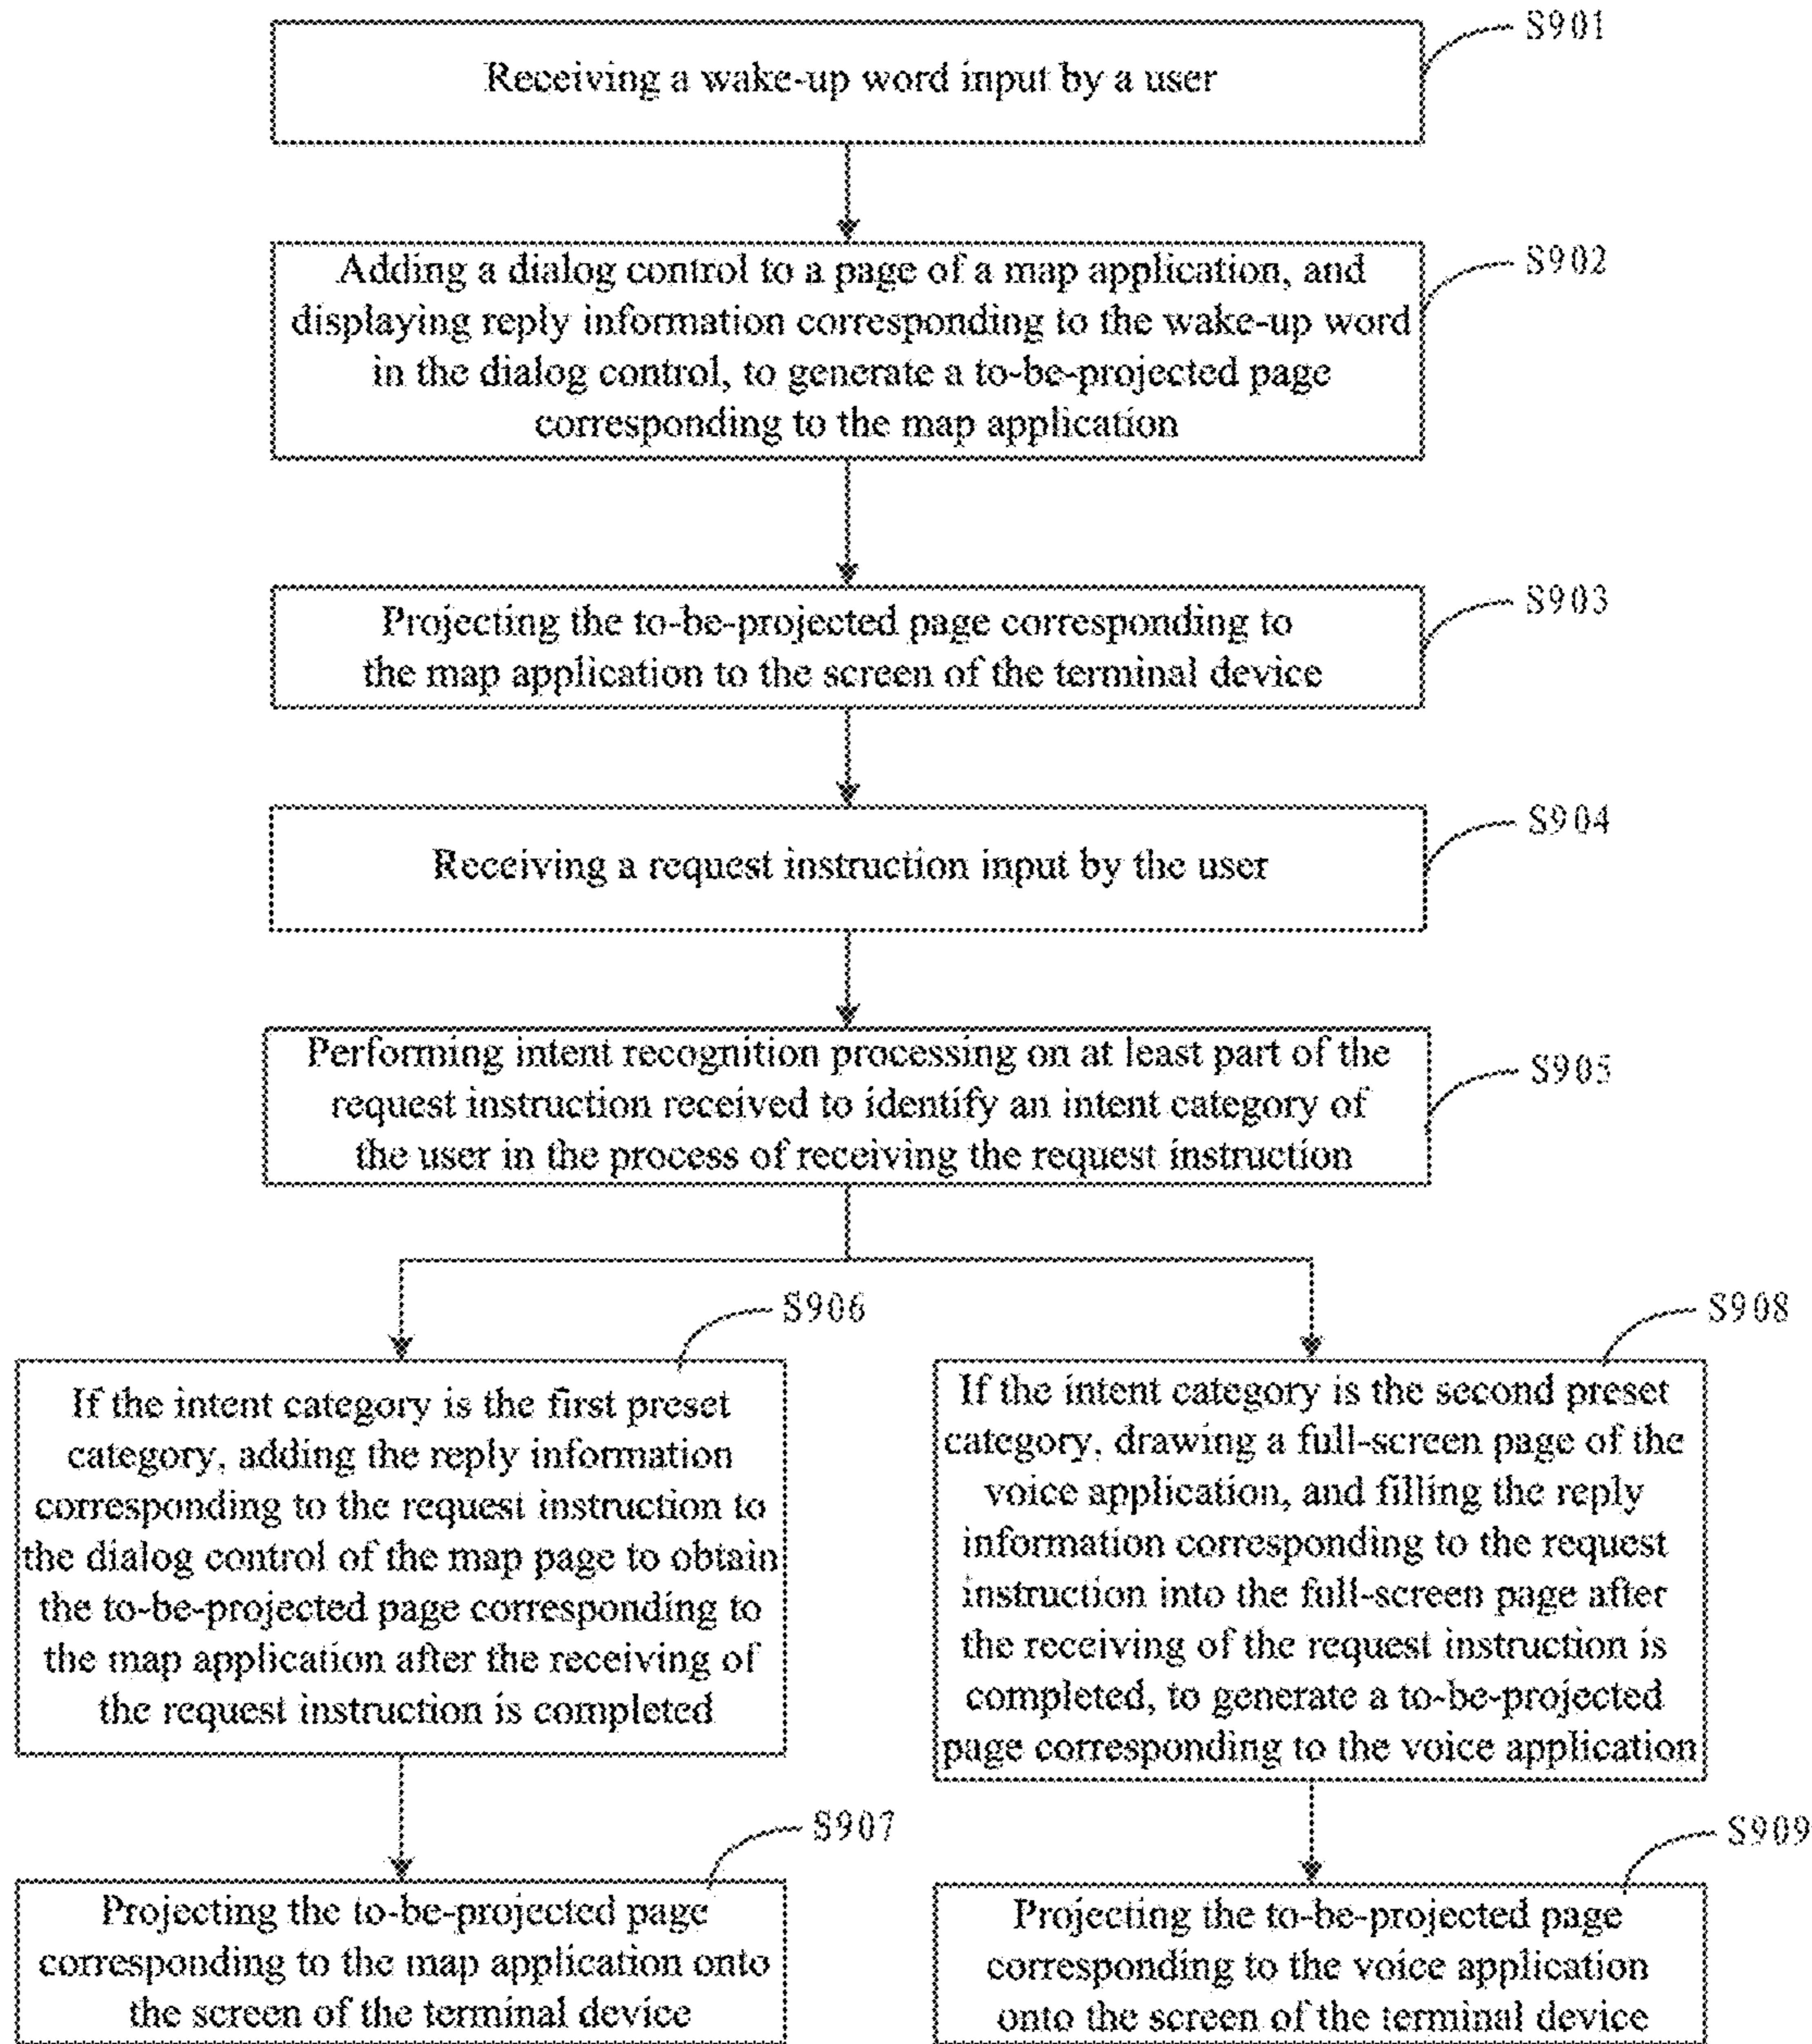 S901
Receiving a wake-up word input by a user
S902
Adding a dialog control to a page of a map application, and
displaying reply information corresponding to the wake-up word
in the dialog control, to generate a to-be-projected page
corresponding to the map application
S903
Projecting the to-be-projected page corresponding to
the map application to the screen of the terminal device
S904
Receiving a request instruction input by the user
S905
Performing intent recognition processing on at least part of the
request instruction received to identify an intent category of
the user in the process of receiving the request instruction
S906
If the intent category is the first preset
category, adding the reply information
corresponding to the request instruction to
the dialog control of the map page to obtain
the to-be-projected page corresponding to
the map application after the receiving of
the request instruction is completed
S907
Projecting the to-be-projected page
corresponding to the map application onto
the screen of the terminal device
S908
If the intent category is the second preset
category, drawing a full-screen page of the
voice application, and filling the reply
information corresponding to the request
instruction into the full-screen page after
the receiving of the request instruction is
completed, to generate a to-be-projected
page corresponding to the voice application
S909
Projecting the to-be-projected page
corresponding to the voice application
onto the screen of the terminal device